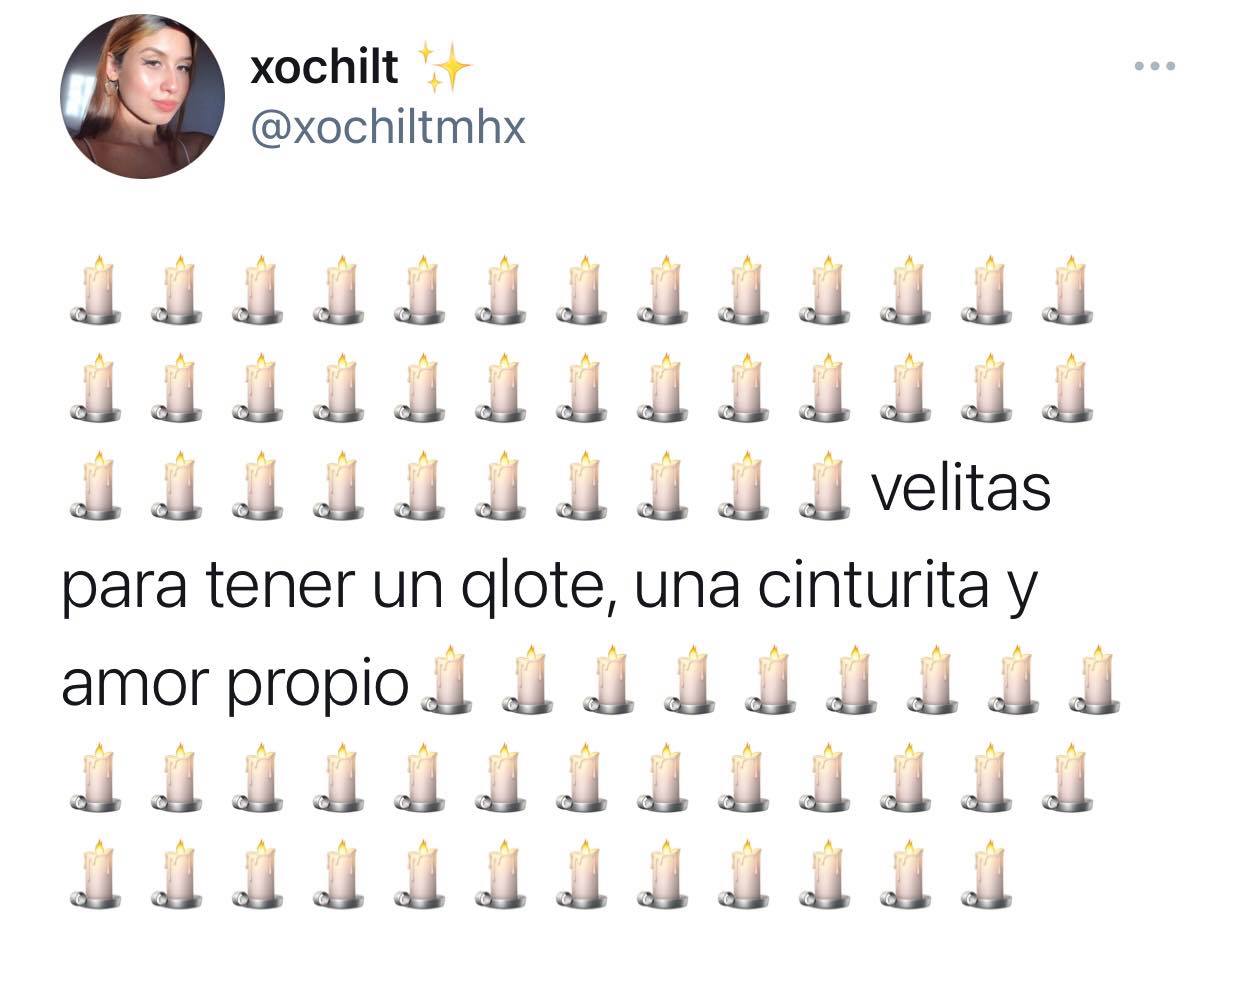 xochilt ✨
@xochiltmhx
🕯🕯🕯🕯🕯🕯🕯🕯🕯🕯🕯🕯🕯
🕯🕯🕯🕯🕯🕯🕯🕯🕯🕯🕯🕯🕯
🕯🕯🕯🕯🕯🕯🕯🕯🕯🕯 velitas
para tener un qlote, una cinturita y
amor propio🕯🕯🕯🕯🕯🕯🕯🕯🕯
🕯🕯🕯🕯🕯🕯🕯🕯🕯🕯🕯🕯🕯
🕯🕯🕯🕯🕯🕯🕯🕯🕯🕯🕯🕯